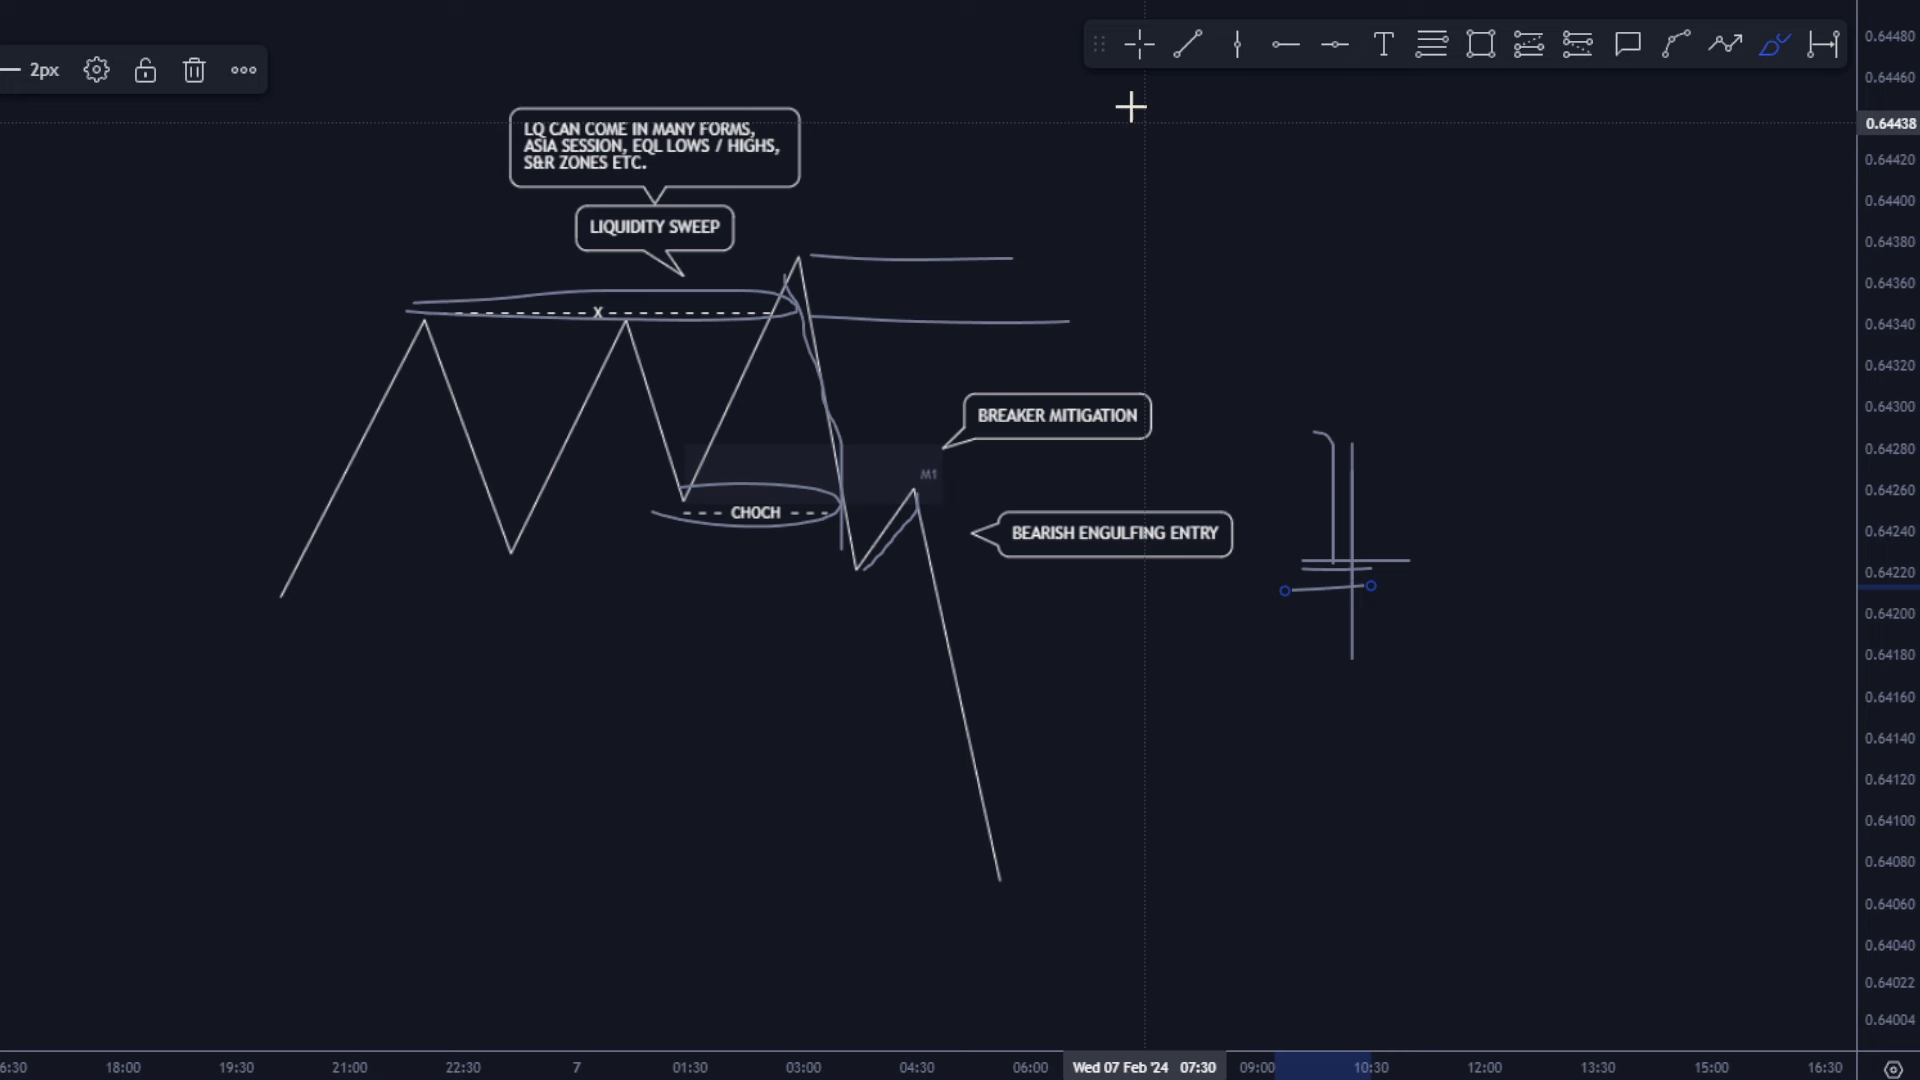 2px
LQ CAN COME IN MANY FORMS,
ASIA SESSION, EQL LOWS / HIGHS,
S&R ZONES ETC.
LIQUIDITY SWEEP
X
BREAKER MITIGATION
M1
CHOCH
BEARISH ENGULFING ENTRY
0.64480
0.64460
0.64438
0.64420
0.64400
0.64380
0.64360
0.64340
0.64320
0.64300
0.64280
0.64260
0.64240
0.64220
0.64200
0.64180
0.64160
0.64140
0.64120
0.64100
0.64080
0.64060
0.64040
0.64022
0.64004
6:30 18:00 19:30 21:00 22:30 7 01:30 03:00 04:30 06:00 Wed 07 Feb '24 07:30 09:00 10:30 12:00 13:30 15:00 16:30